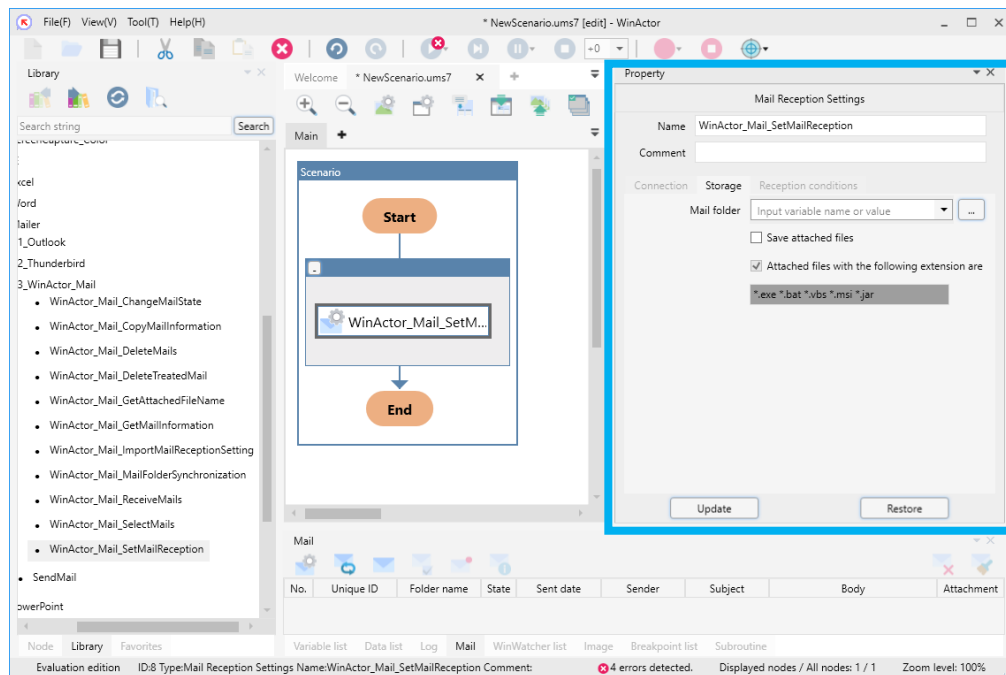 File(F) View(V) Tool(T) Help(H)
* NewScenario.ums7 [edit] - WinActor
+0
Library
Search string
Search
xcel
Mailer
1_Outlook
2_Thunderbird
3_WinActor_Mail
WinActor_Mail_ChangeMailState
WinActor_Mail_CopyMailInformation
WinActor_Mail_DeleteMails
WinActor_Mail_DeleteTreatedMail
WinActor_Mail_GetAttachedFileName
WinActor_Mail_GetMailInformation
WinActor_Mail_ImportMailReceptionSetting
WinActor_Mail_MailFolderSynchronization
WinActor_Mail_ReceiveMails
WinActor_Mail_SelectMails
WinActor_Mail_SetMailReception
SendMail
owerPoint
Node Library Favorites
Welcome * NewScenario.ums7
Main
Scenario
Start
WinActor_Mail_SetM...
End
Property
Mail Reception Settings
Name WinActor_Mail_SetMailReception
Comment
Connection Storage Reception conditions
Mail folder Input variable name or value ...
Save attached files
Attached files with the following extension are
*.exe *.bat *.vbs *.msi *.jar
Update Restore
Mail
No. Unique ID Folder name State Sent date Sender Subject Body Attachment
Variable list Data list Log Mail WinWatcher list Image Breakpoint list Subroutine
Evaluation edition ID:8 Type:Mail Reception Settings Name:WinActor_Mail_SetMailReception Comment: 4 errors detected. Displayed nodes / All nodes: 1 / 1 Zoom level: 100%